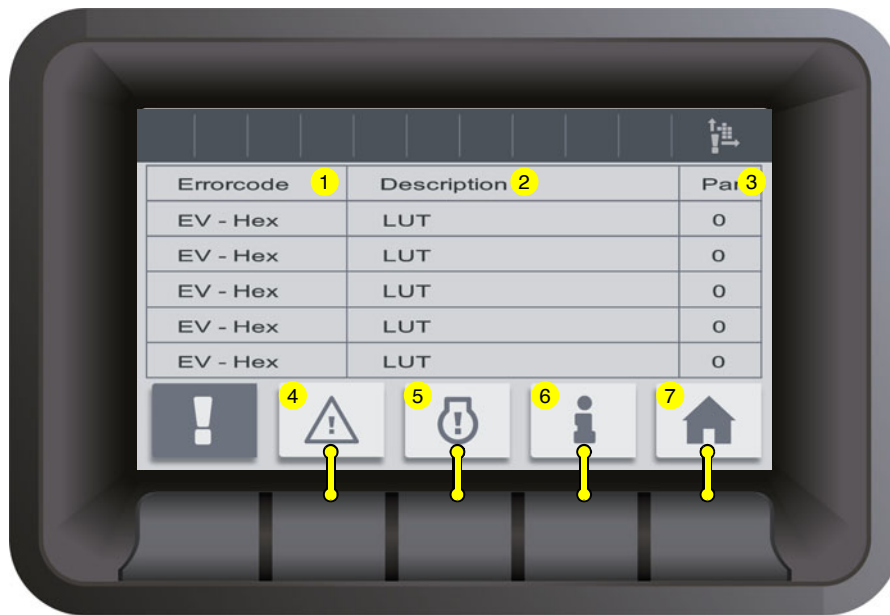 Errorcode 1 Description 2 Par 3
EV - Hex LUT 0
EV - Hex LUT 0
EV - Hex LUT 0
EV - Hex LUT 0
EV - Hex LUT 0
4 5 6 7